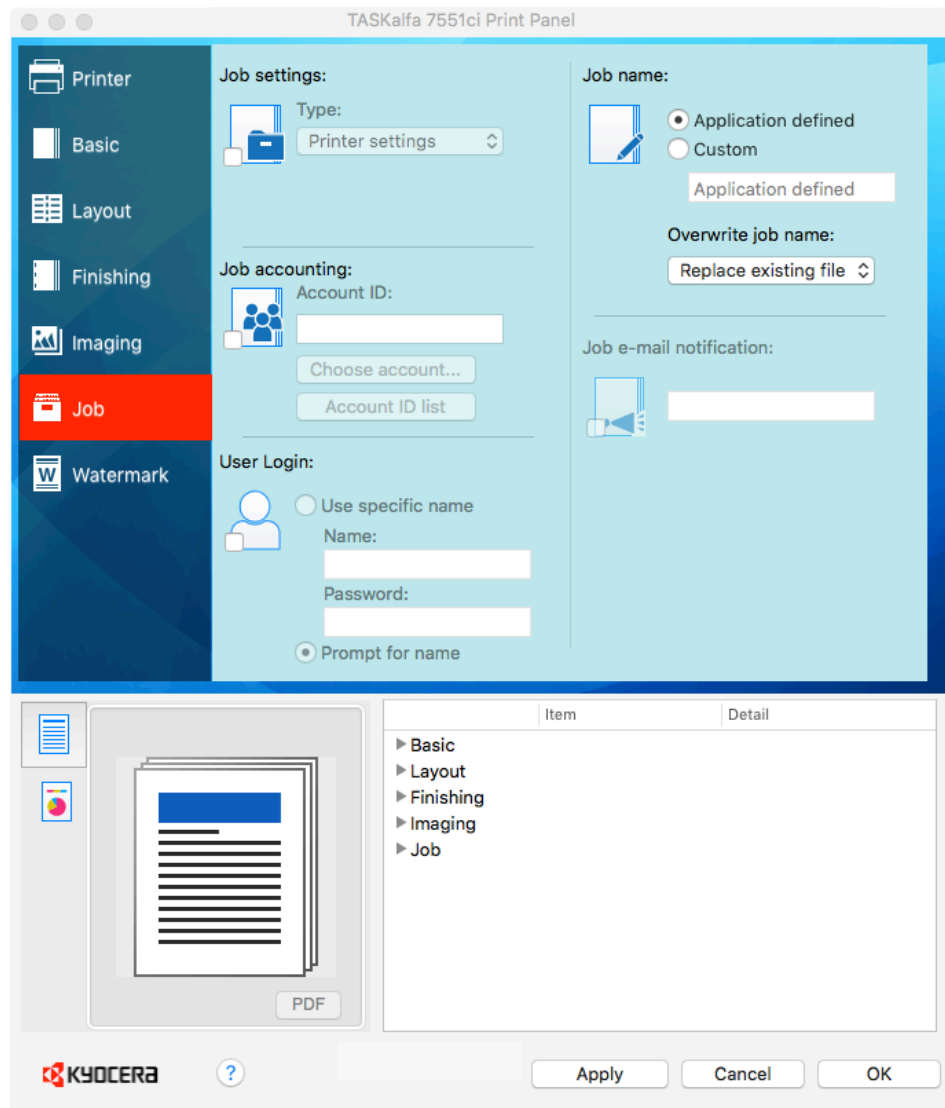 TASKalfa 7551ci Print Panel
Printer
Basic
Layout
Finishing
Imaging
Job
W
Watermark
Job settings:
Type:
Printer settings
Job accounting:
Account ID:
Choose account...
Account ID list
User Login:
Use specific name
Name:
Password:
Prompt for name
Job name:
Application defined
Custom
Application defined
Overwrite job name:
Replace existing file
Job e-mail notification:
PDF
Item Detail
Basic
Layout
Finishing
Imaging
Job
KYOCERA
?
Apply Cancel OK